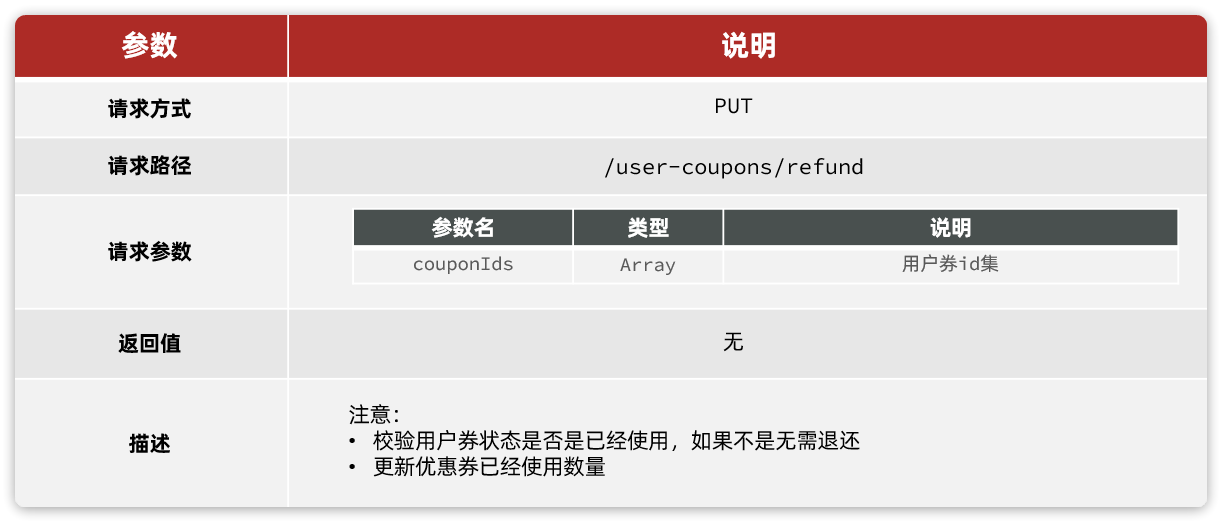 参数 说明
请求方式 PUT
请求路径 /user-coupons/refund
请求参数
参数名 类型 说明
couponIds Array 用户券id集
返回值 无
描述
注意：
• 校验用户券状态是否是已经使用，如果不是无需退还
• 更新优惠券已经使用数量